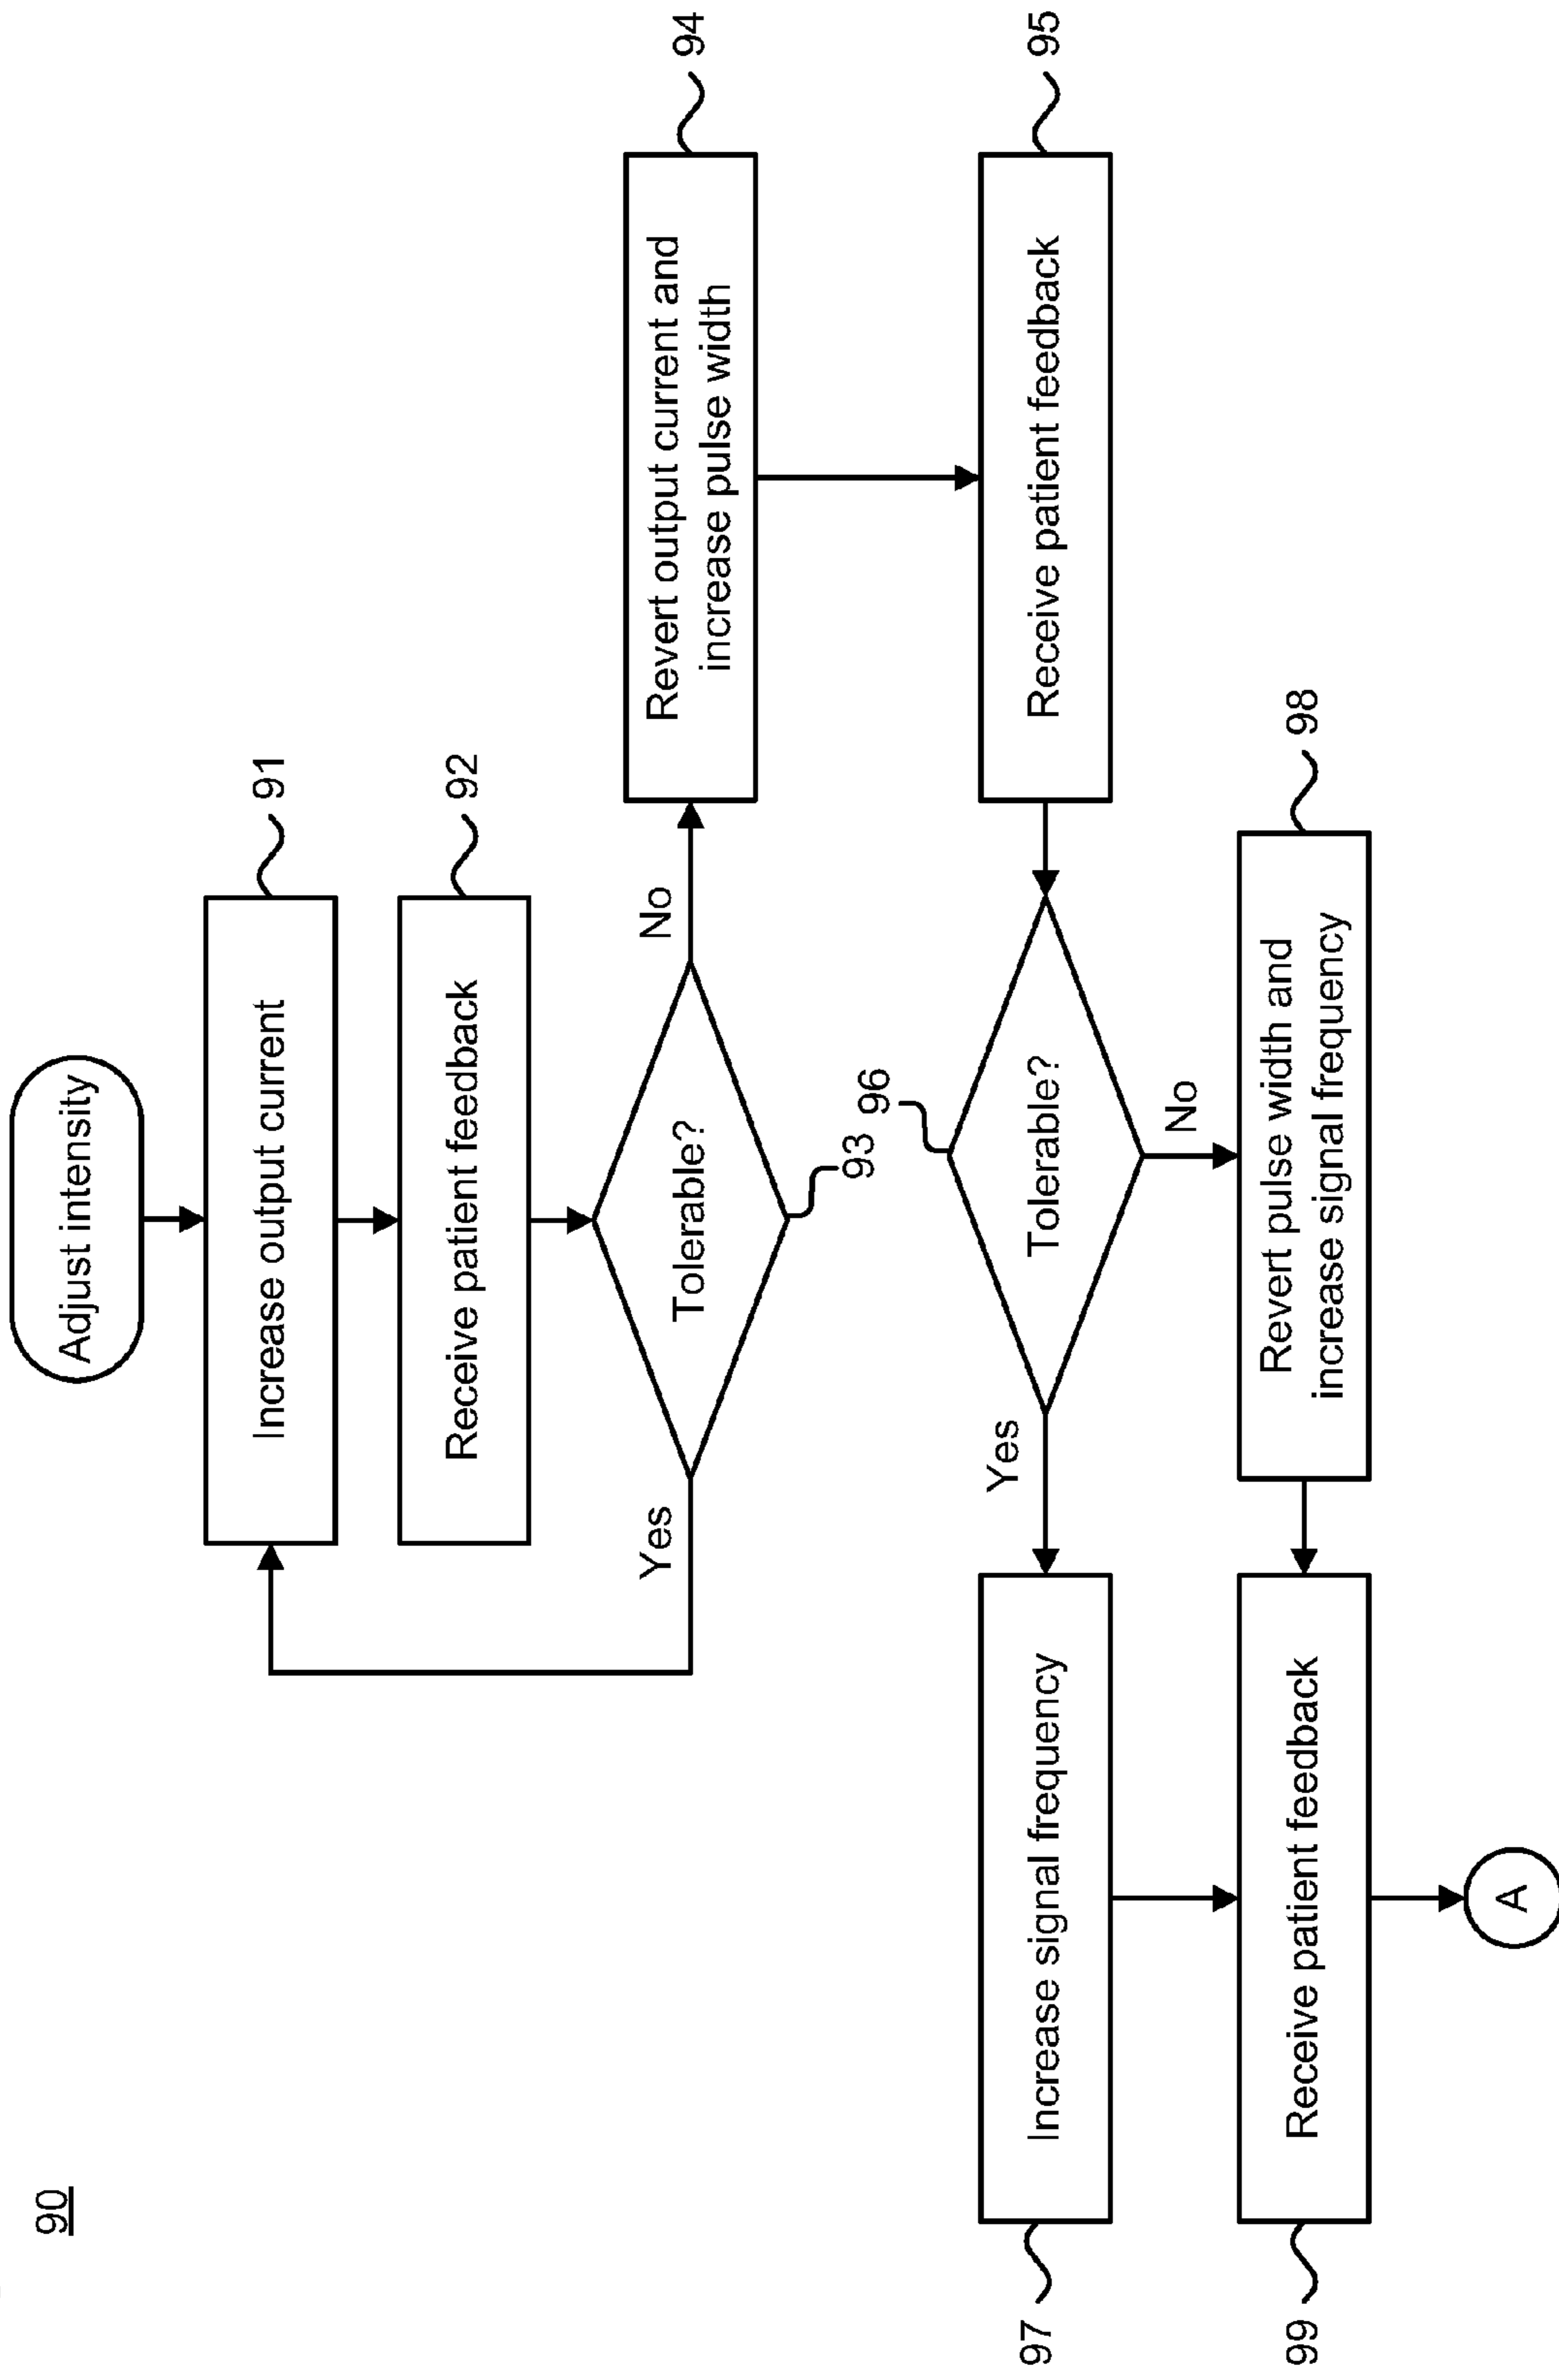 90
Adjust intensity
Increase output current
91
Receive patient feedback
92
Yes
Tolerable?
No
93
Revert output current and
increase pulse width
94
Receive patient feedback
95
96
Tolerable?
Yes
No
97
Increase signal frequency
Revert pulse width and
increase signal frequency
98
99
Receive patient feedback
A